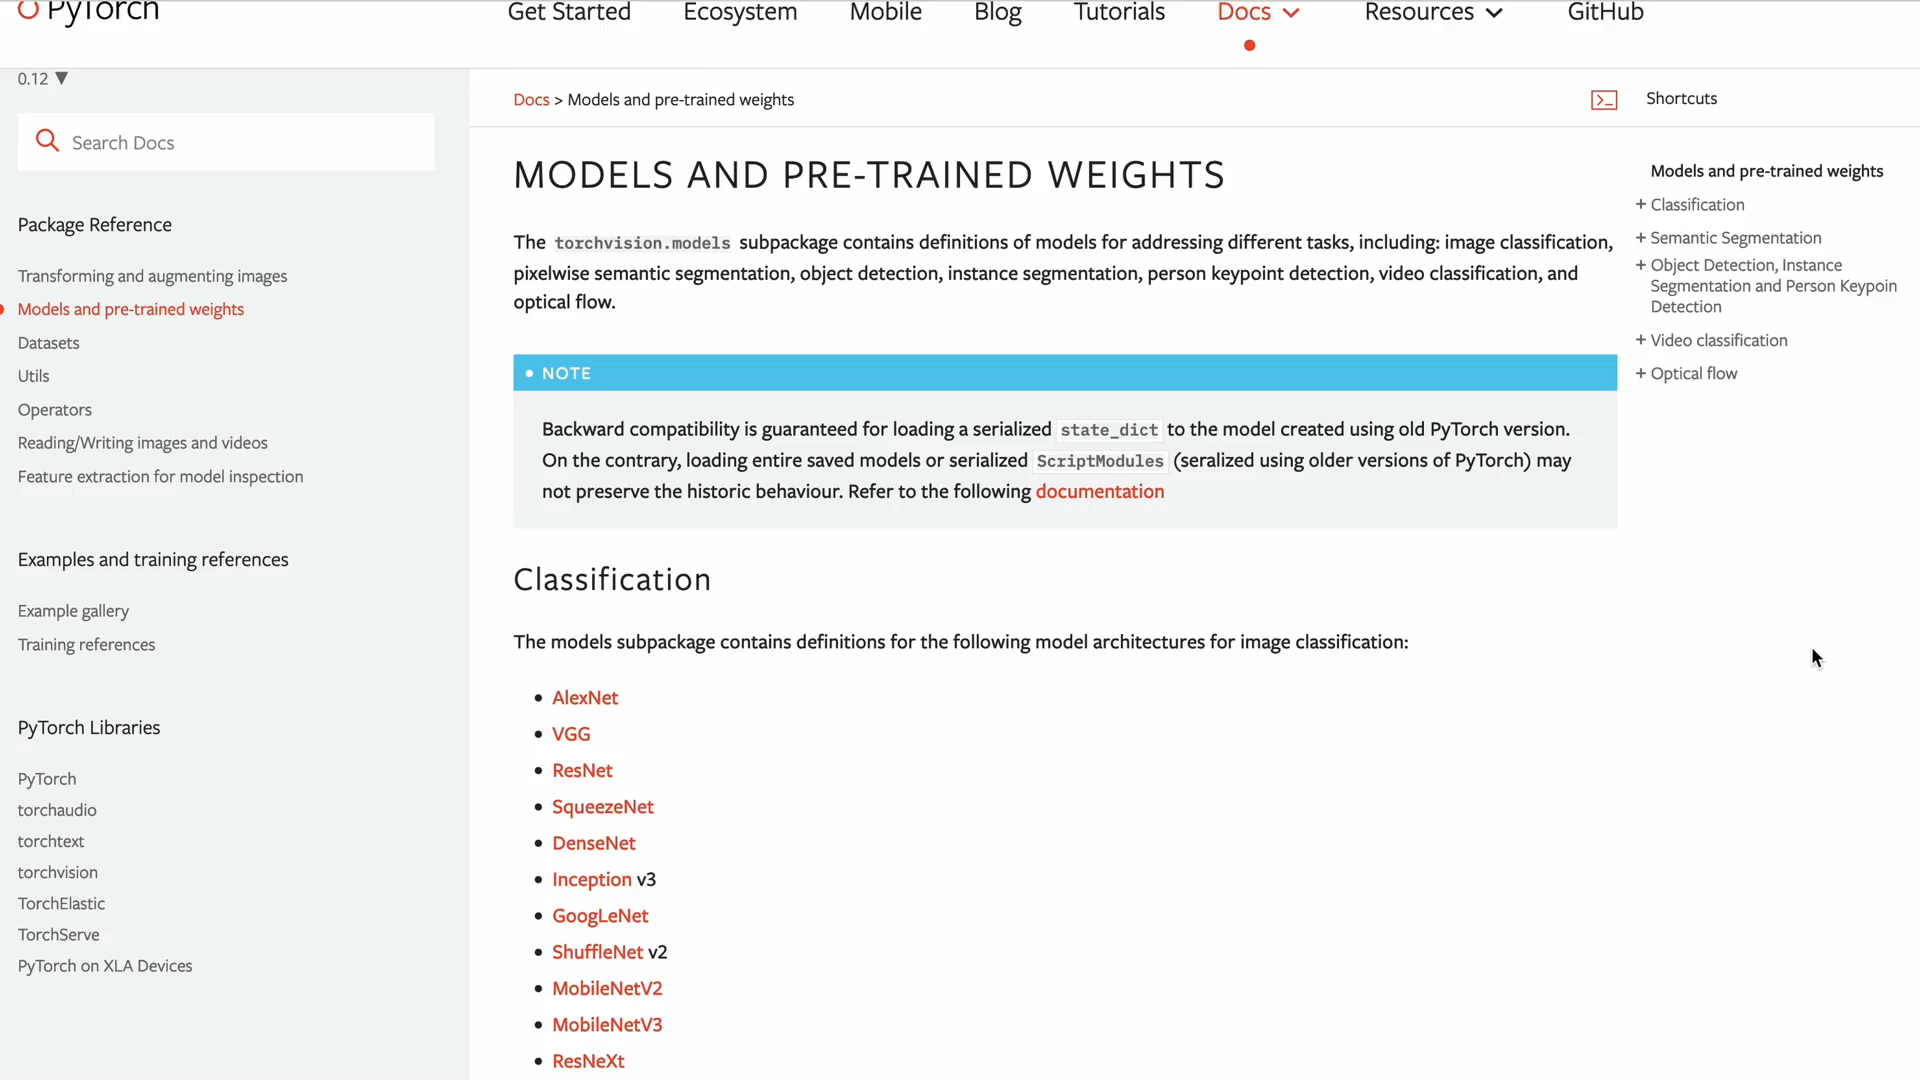 PyTorch
Get Started
Ecosystem
Mobile
Blog
Tutorials
Docs
Resources
GitHub
0.12 ▼
Search Docs
Package Reference
Transforming and augmenting images
Models and pre-trained weights
Datasets
Utils
Operators
Reading/Writing images and videos
Feature extraction for model inspection
Examples and training references
Example gallery
Training references
PyTorch Libraries
PyTorch
torchaudio
torchtext
torchvision
TorchElastic
TorchServe
PyTorch on XLA Devices
Docs > Models and pre-trained weights
Shortcuts
MODELS AND PRE-TRAINED WEIGHTS
The torchvision.models subpackage contains definitions of models for addressing different tasks, including: image classification,
pixelwise semantic segmentation, object detection, instance segmentation, person keypoint detection, video classification, and
optical flow.
NOTE
Backward compatibility is guaranteed for loading a serialized state_dict to the model created using old PyTorch version.
On the contrary, loading entire saved models or serialized ScriptModules (seralized using older versions of PyTorch) may
not preserve the historic behaviour. Refer to the following documentation
Classification
The models subpackage contains definitions for the following model architectures for image classification:
• AlexNet
• VGG
• ResNet
• SqueezeNet
• DenseNet
• Inception v3
• GoogLeNet
• ShuffleNet v2
• MobileNetV2
• MobileNetV3
• ResNeXt
Models and pre-trained weights
+ Classification
+ Semantic Segmentation
+ Object Detection, Instance
Segmentation and Person Keypoin
Detection
+ Video classification
+ Optical flow